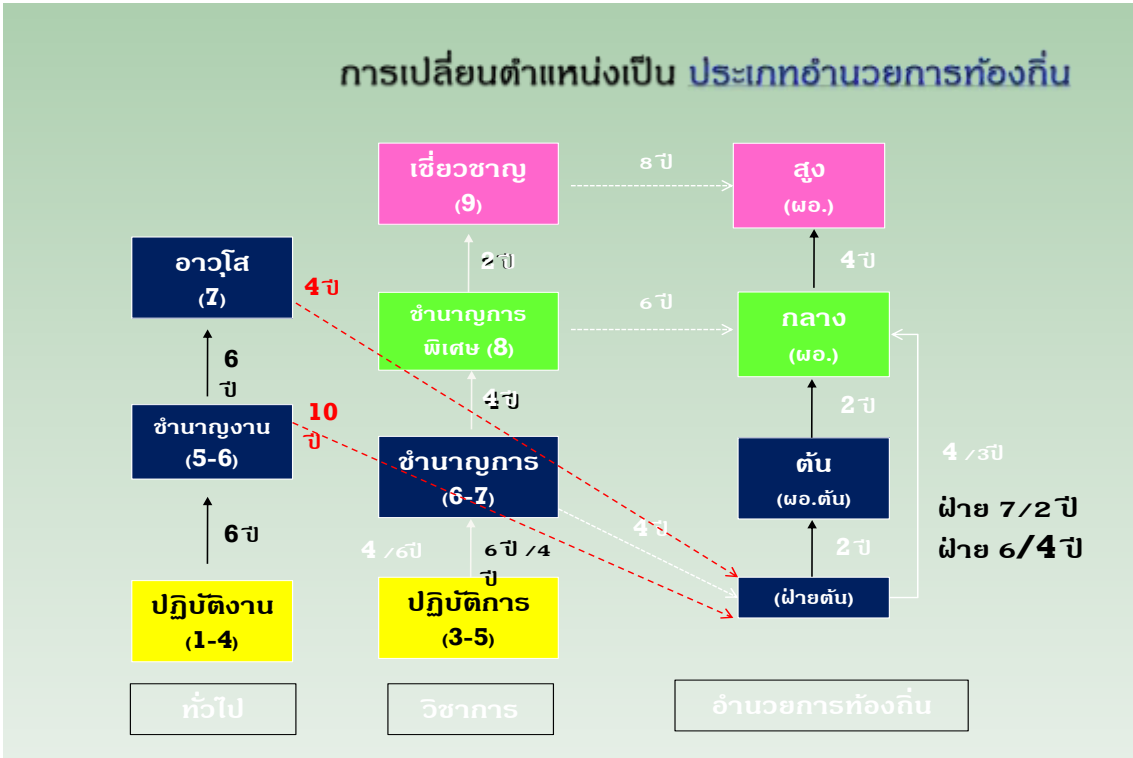 การเปลี่ยนตำแหน่งเป็น ประเภทอำนวยการท้องถิ่น
เชี่ยวชาญ
(9)
8 ปี
สูง
(ผอ.)
อาวุโส
(7)
4 ปี
2 ปี
4 ปี
ชำนาญการ
พิเศษ (8)
6 ปี
กลาง
(ผอ.)
6
ปี
ชำนาญงาน
(5-6)
10
ปี
4 ปี
2 ปี
ชำนาญการ
(6-7)
ต้น
(ผอ.ต้น)
4 /3ปี
ฝ่าย 7/2 ปี
ฝ่าย 6/4 ปี
6 ปี
4 /6ปี
6 ปี /4
ปี
4 ปี
2 ปี
ปฏิบัติงาน
(1-4)
ปฏิบัติการ
(3-5)
(ฝ่ายต้น)
ทั่วไป
วิชาการ
อำนวยการท้องถิ่น